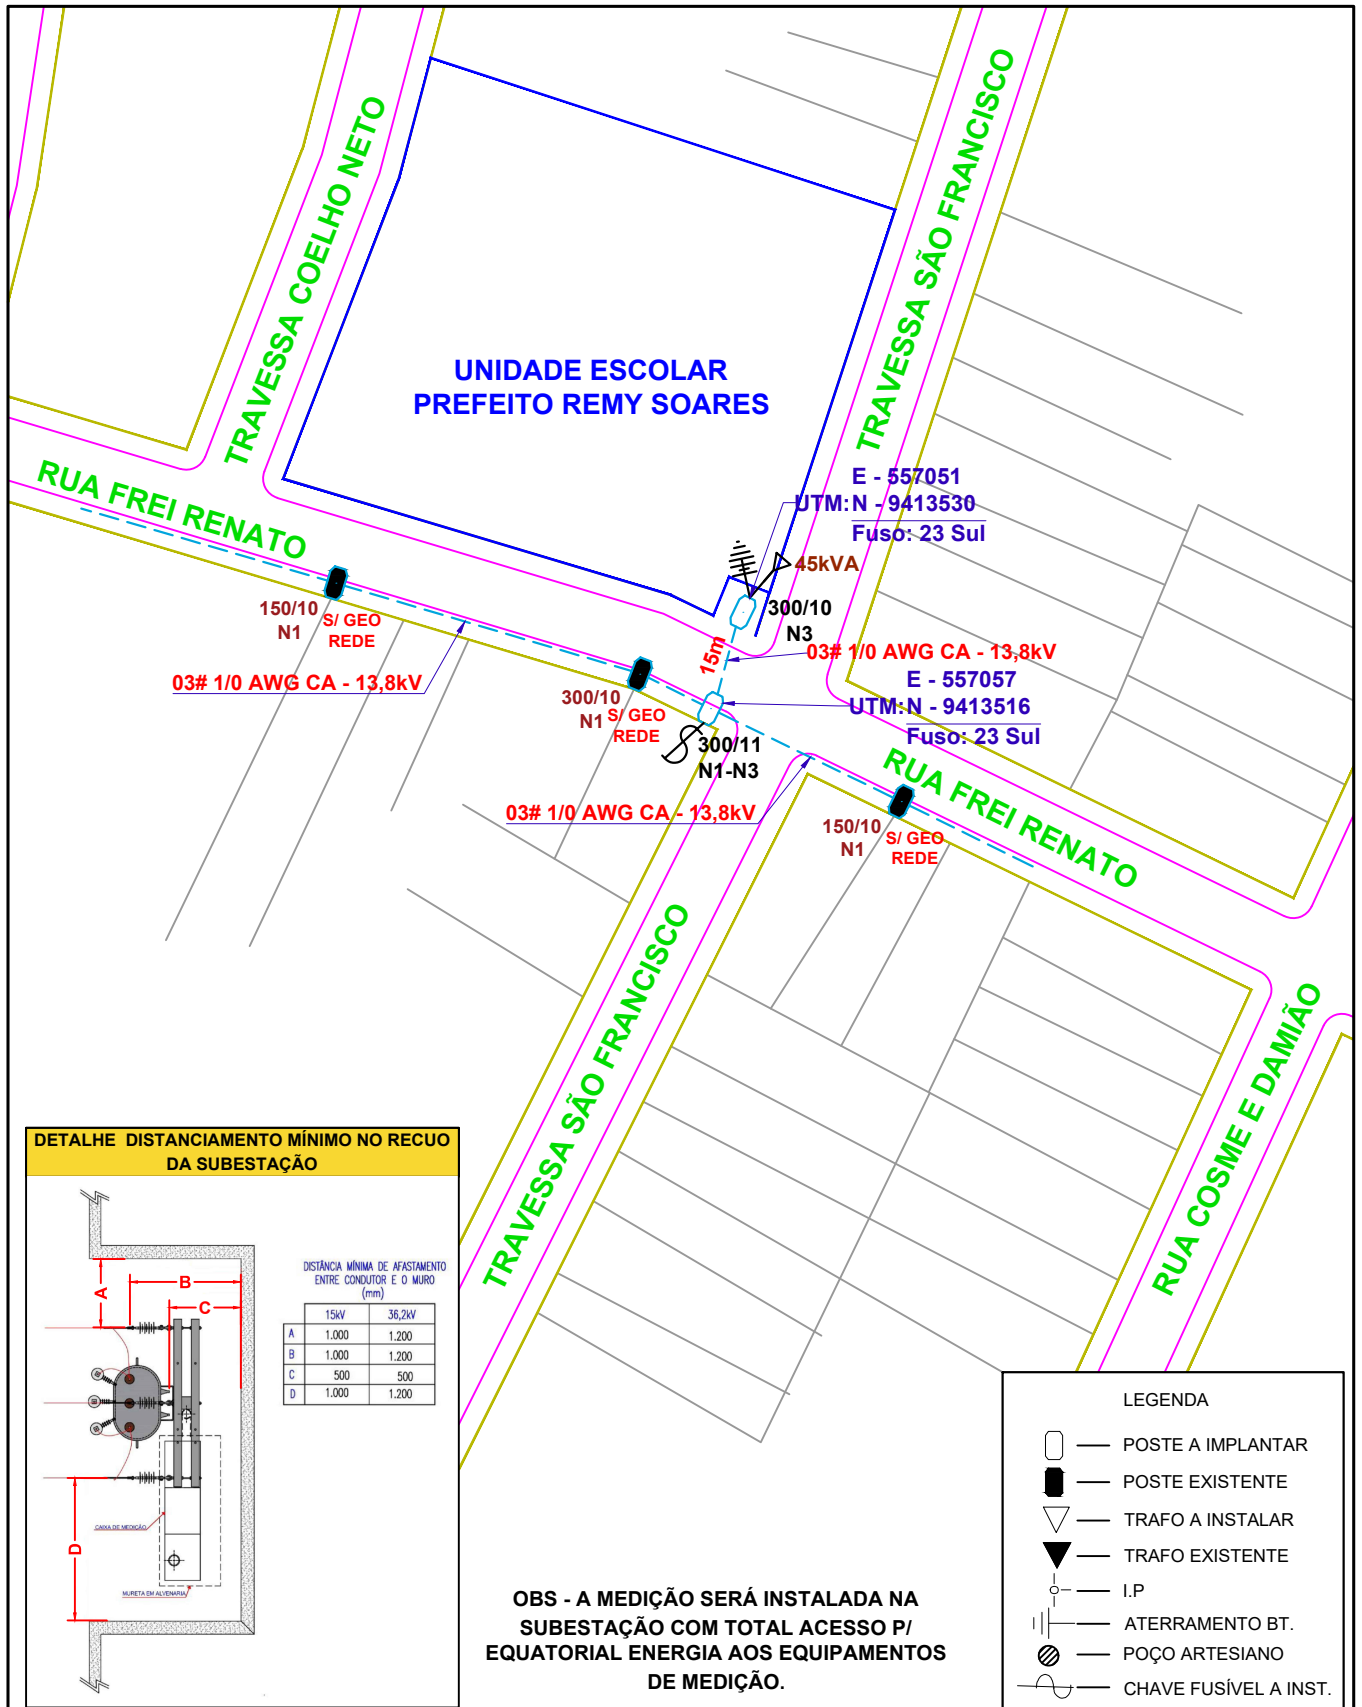 TRAVESSA COELHO NETO
TRAVESSA SÃO FRANCISCO
UNIDADE ESCOLAR
PREFEITO REMY SOARES
RUA FREI RENATO
E - 557051
UTM: N - 9413530
Fuso: 23 Sul
45kVA
300/10
N3
150/10
N1
S/ GEO
REDE
15m
03# 1/0 AWG CA - 13,8kV
03# 1/0 AWG CA - 13,8kV
E - 557057
UTM: N - 9413516
Fuso: 23 Sul
300/10
N1
S/ GEO
REDE
300/11
N1-N3
RUA FREI RENATO
03# 1/0 AWG CA - 13,8kV
150/10
N1
S/ GEO
REDE
TRAVESSA SÃO FRANCISCO
RUA COSME E DAMIÃO
DETALHE DISTANCIAMENTO MÍNIMO NO RECUO
DA SUBESTAÇÃO
A
B
C
D
CAIXA DE MEDIÇÃO
MURETA EM ALVENARIA
DISTÂNCIA MÍNIMA DE AFASTAMENTO
ENTRE CONDUTOR E O MURO
(mm)
15kV 36,2kV
A 1.000 1.200
B 1.000 1.200
C 500 500
D 1.000 1.200
OBS - A MEDIÇÃO SERÁ INSTALADA NA
SUBESTAÇÃO COM TOTAL ACESSO P/
EQUATORIAL ENERGIA AOS EQUIPAMENTOS
DE MEDIÇÃO.
LEGENDA
POSTE A IMPLANTAR
POSTE EXISTENTE
TRAFO A INSTALAR
TRAFO EXISTENTE
I.P
ATERRAMENTO BT.
POÇO ARTESIANO
CHAVE FUSÍVEL A INST.